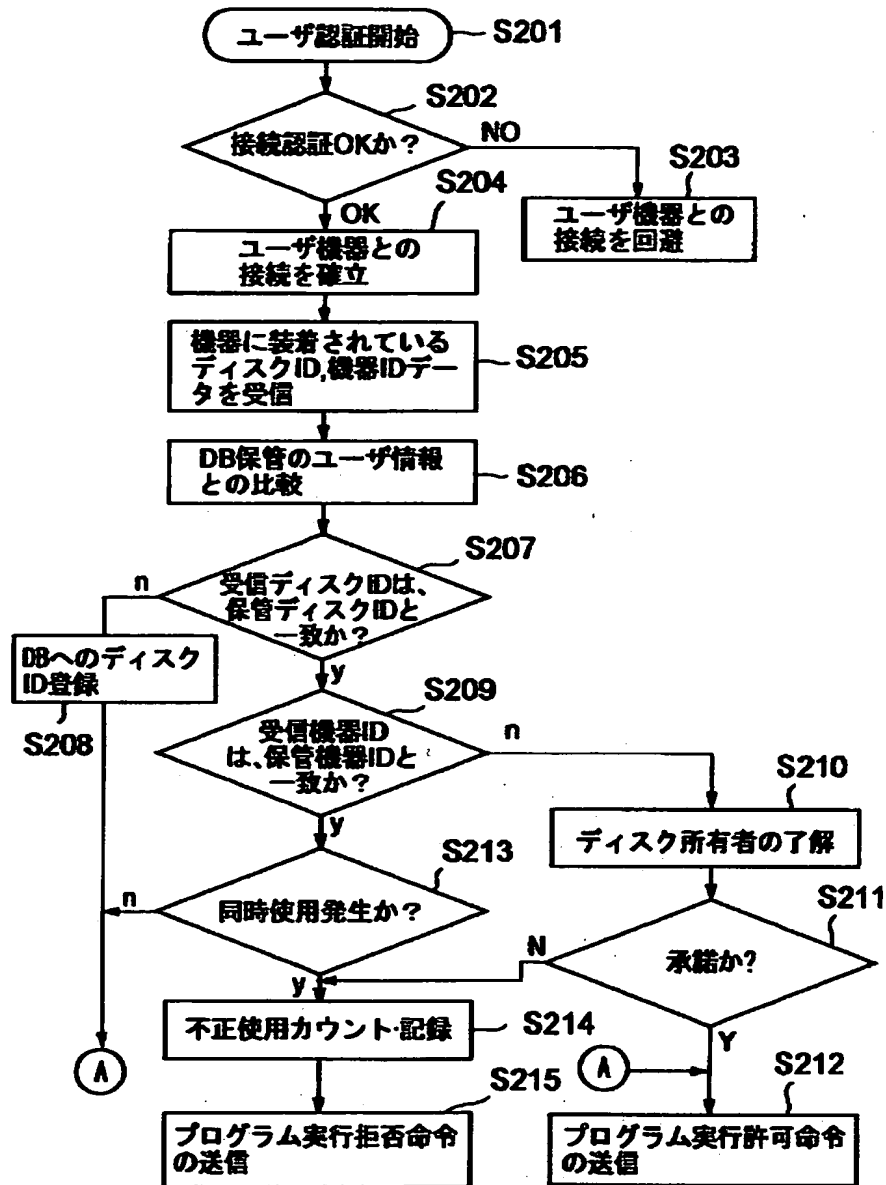 ユーザ認証開始
S201
S202
接続認証OKか?
NO
S203
ユーザ機器との
接続を回避
S204
OK
ユーザ機器との
接続を確立
機器に装着されている
ディスクID,機器IDデー
タを受信
S205
DB保管のユーザ情報
との比較
S206
S207
n
受信ディスクIDは、
保管ディスクIDと
一致か?
DBへのディスク
ID登録
S208
y
S209
受信機器ID
は、保管機器IDと
一致か?
n
S210
ディスク所有者の了解
y
S213
n
同時使用発生か?
S211
承諾か?
N
y
不正使用カウント・記録
S214
Y
A
A
S215
プログラム実行拒否命令
の送信
S212
プログラム実行許可命令
の送信